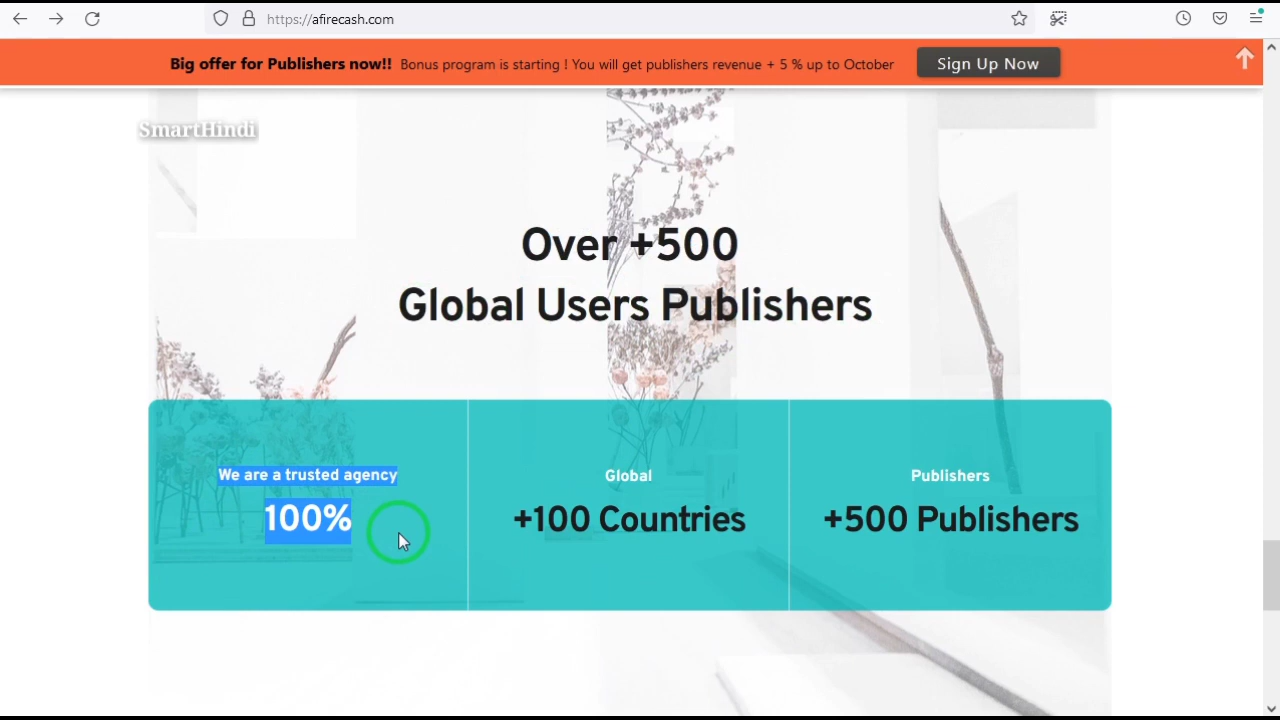 https://afirecash.com
Big offer for Publishers now!! Bonus program is starting ! You will get publishers revenue + 5 % up to October
Sign Up Now
SmartHindi
Over +500
Global Users Publishers
We are a trusted agency
100%
Global
+100 Countries
Publishers
+500 Publishers